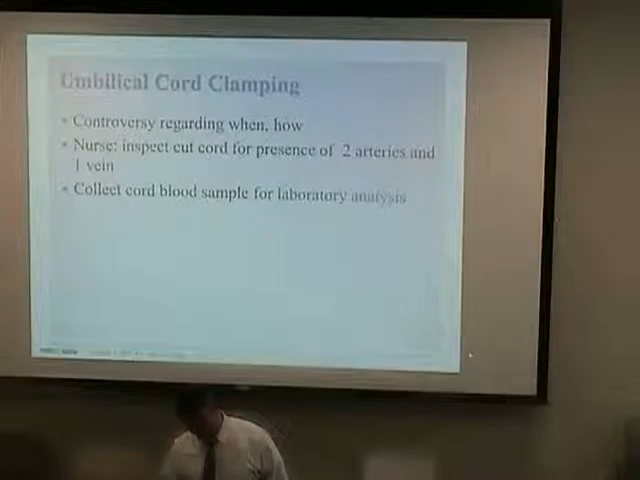 Umbilical Cord Clamping
Controversy regarding when, how
Nurse: inspect cut cord for presence of 2 arteries and
1 vein
Collect cord blood sample for laboratory analysis